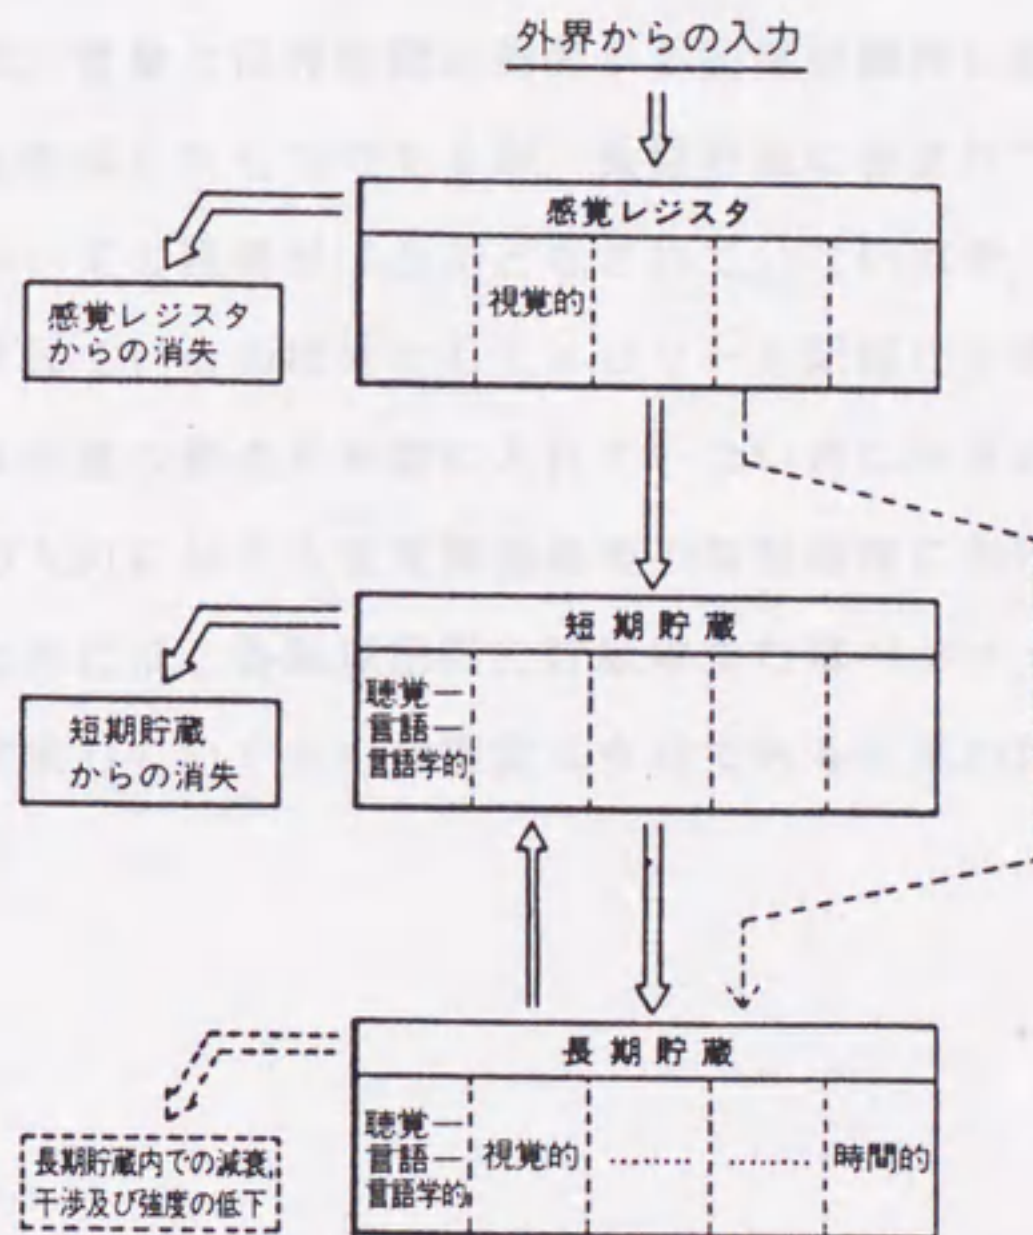 外界からの入力
感覚レジスタ
視覚的
感覚レジスタ
からの消失
短期貯蔵
聴覚ー
言語ー
言語学的
短期貯蔵
からの消失
長期貯蔵
聴覚ー
言語ー
言語学的
視覚的
………
………
時間的
長期貯蔵内での減衰,
干渉及び強度の低下